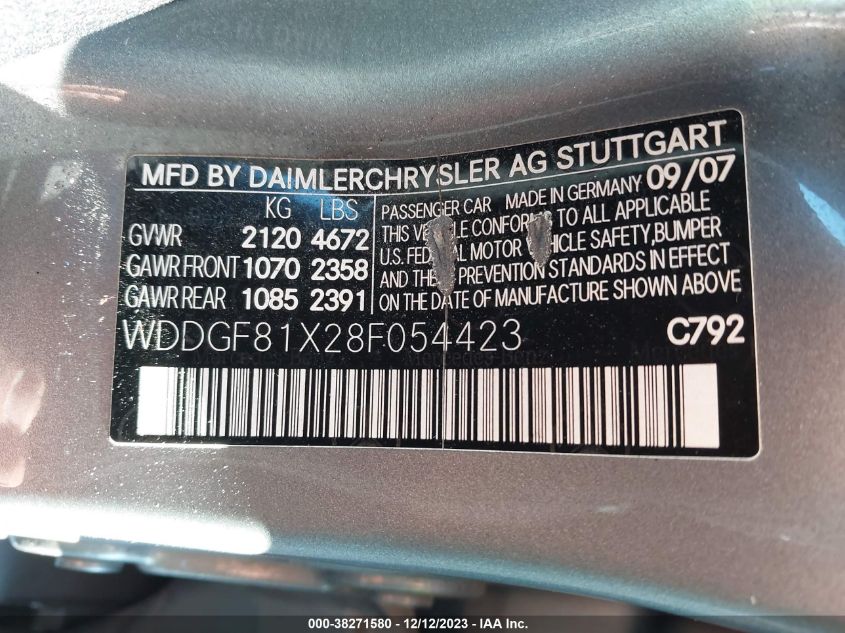 MFD BY DAIMLERCHRYSLER AG STUTTGART
KG LBS
GVWR 2120 4672
GAWR FRONT 1070 2358
GAWR REAR 1085 2391
PASSENGER CAR MADE IN GERMANY 09/07
THIS VEHICLE CONFORMS TO ALL APPLICABLE
U.S. FEDERAL MOTOR VEHICLE SAFETY, BUMPER
AND THEFT PREVENTION STANDARDS IN EFFECT
ON THE DATE OF MANUFACTURE SHOWN ABOVE
WDDGF81X28F054423 C792
000-38271580 - 12/12/2023 - IAAI.com.